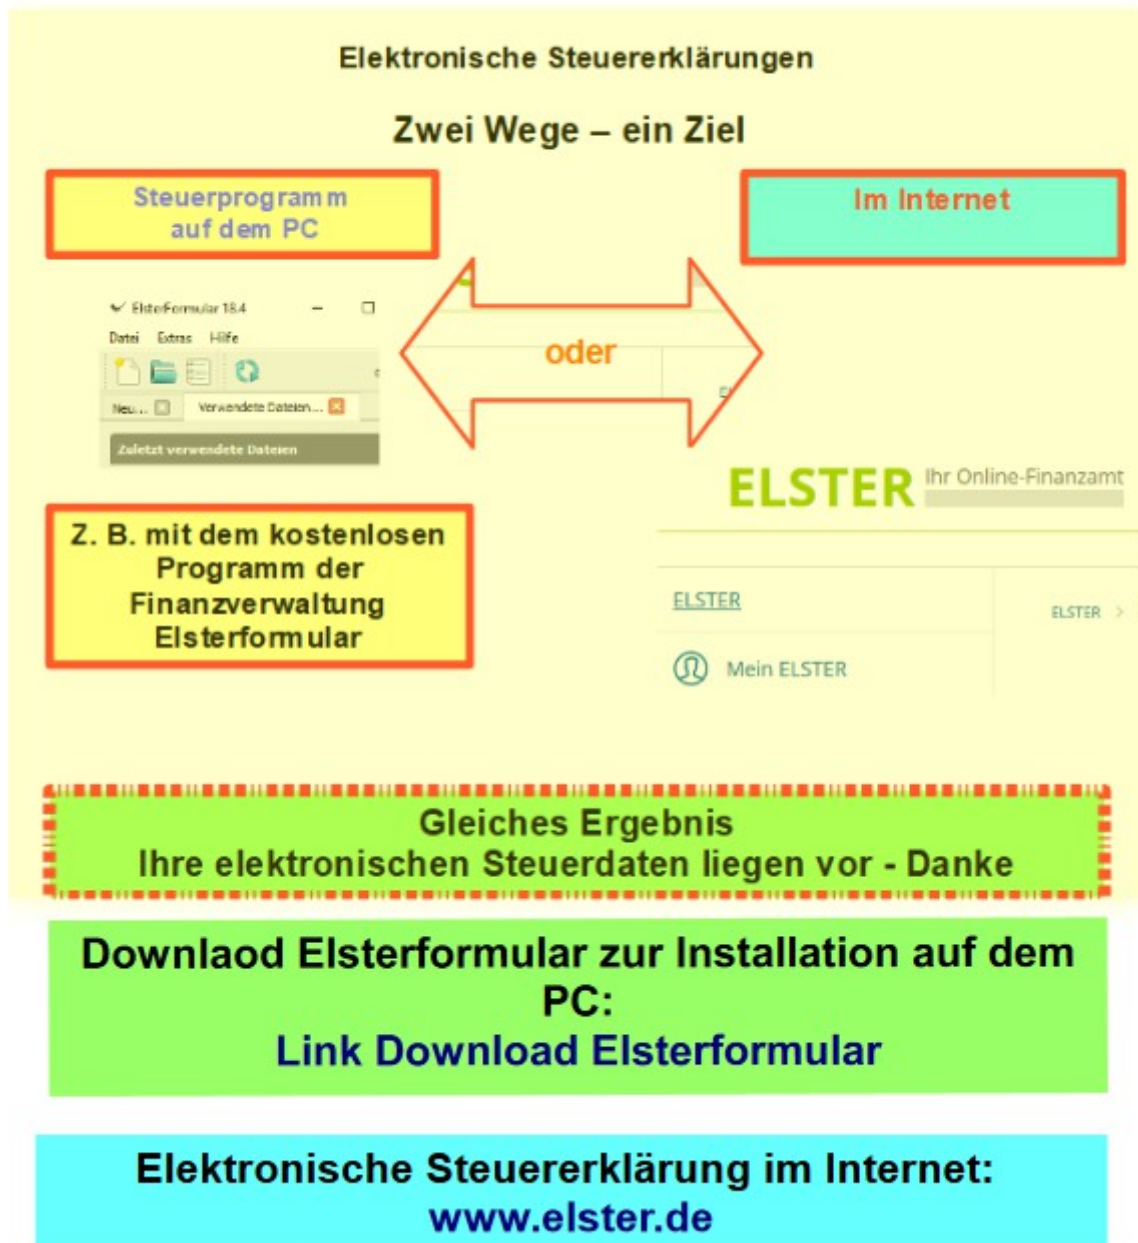 Elektronische Steuererklärungen
Zwei Wege – ein Ziel
Steuerprogramm
auf dem PC
Im Internet
ElsterFormular 18.4
Datei Extras Hilfe
Neu... Verwendete Dateien...
Zuletzt verwendete Dateien
oder
ELSTER Ihr Online-Finanzamt
ELSTER
ELSTER >
Mein ELSTER
Z. B. mit dem kostenlosen
Programm der
Finanzverwaltung
Elsterformular
Gleiches Ergebnis
Ihre elektronischen Steuerdaten liegen vor - Danke
Downlaod Elsterformular zur Installation auf dem
PC:
Link Download Elsterformular
Elektronische Steuererklärung im Internet:
www.elster.de